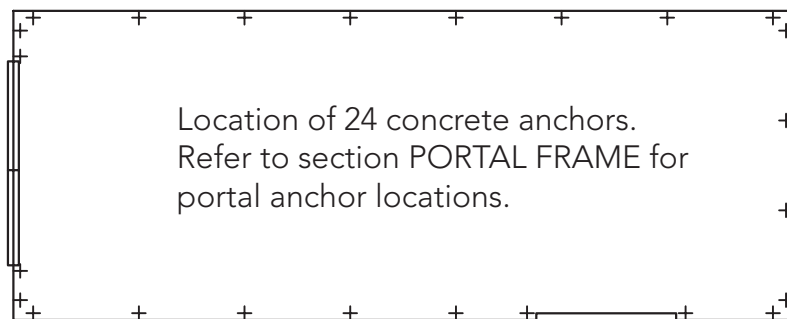 Location of 24 concrete anchors.
Refer to section PORTAL FRAME for
portal anchor locations.